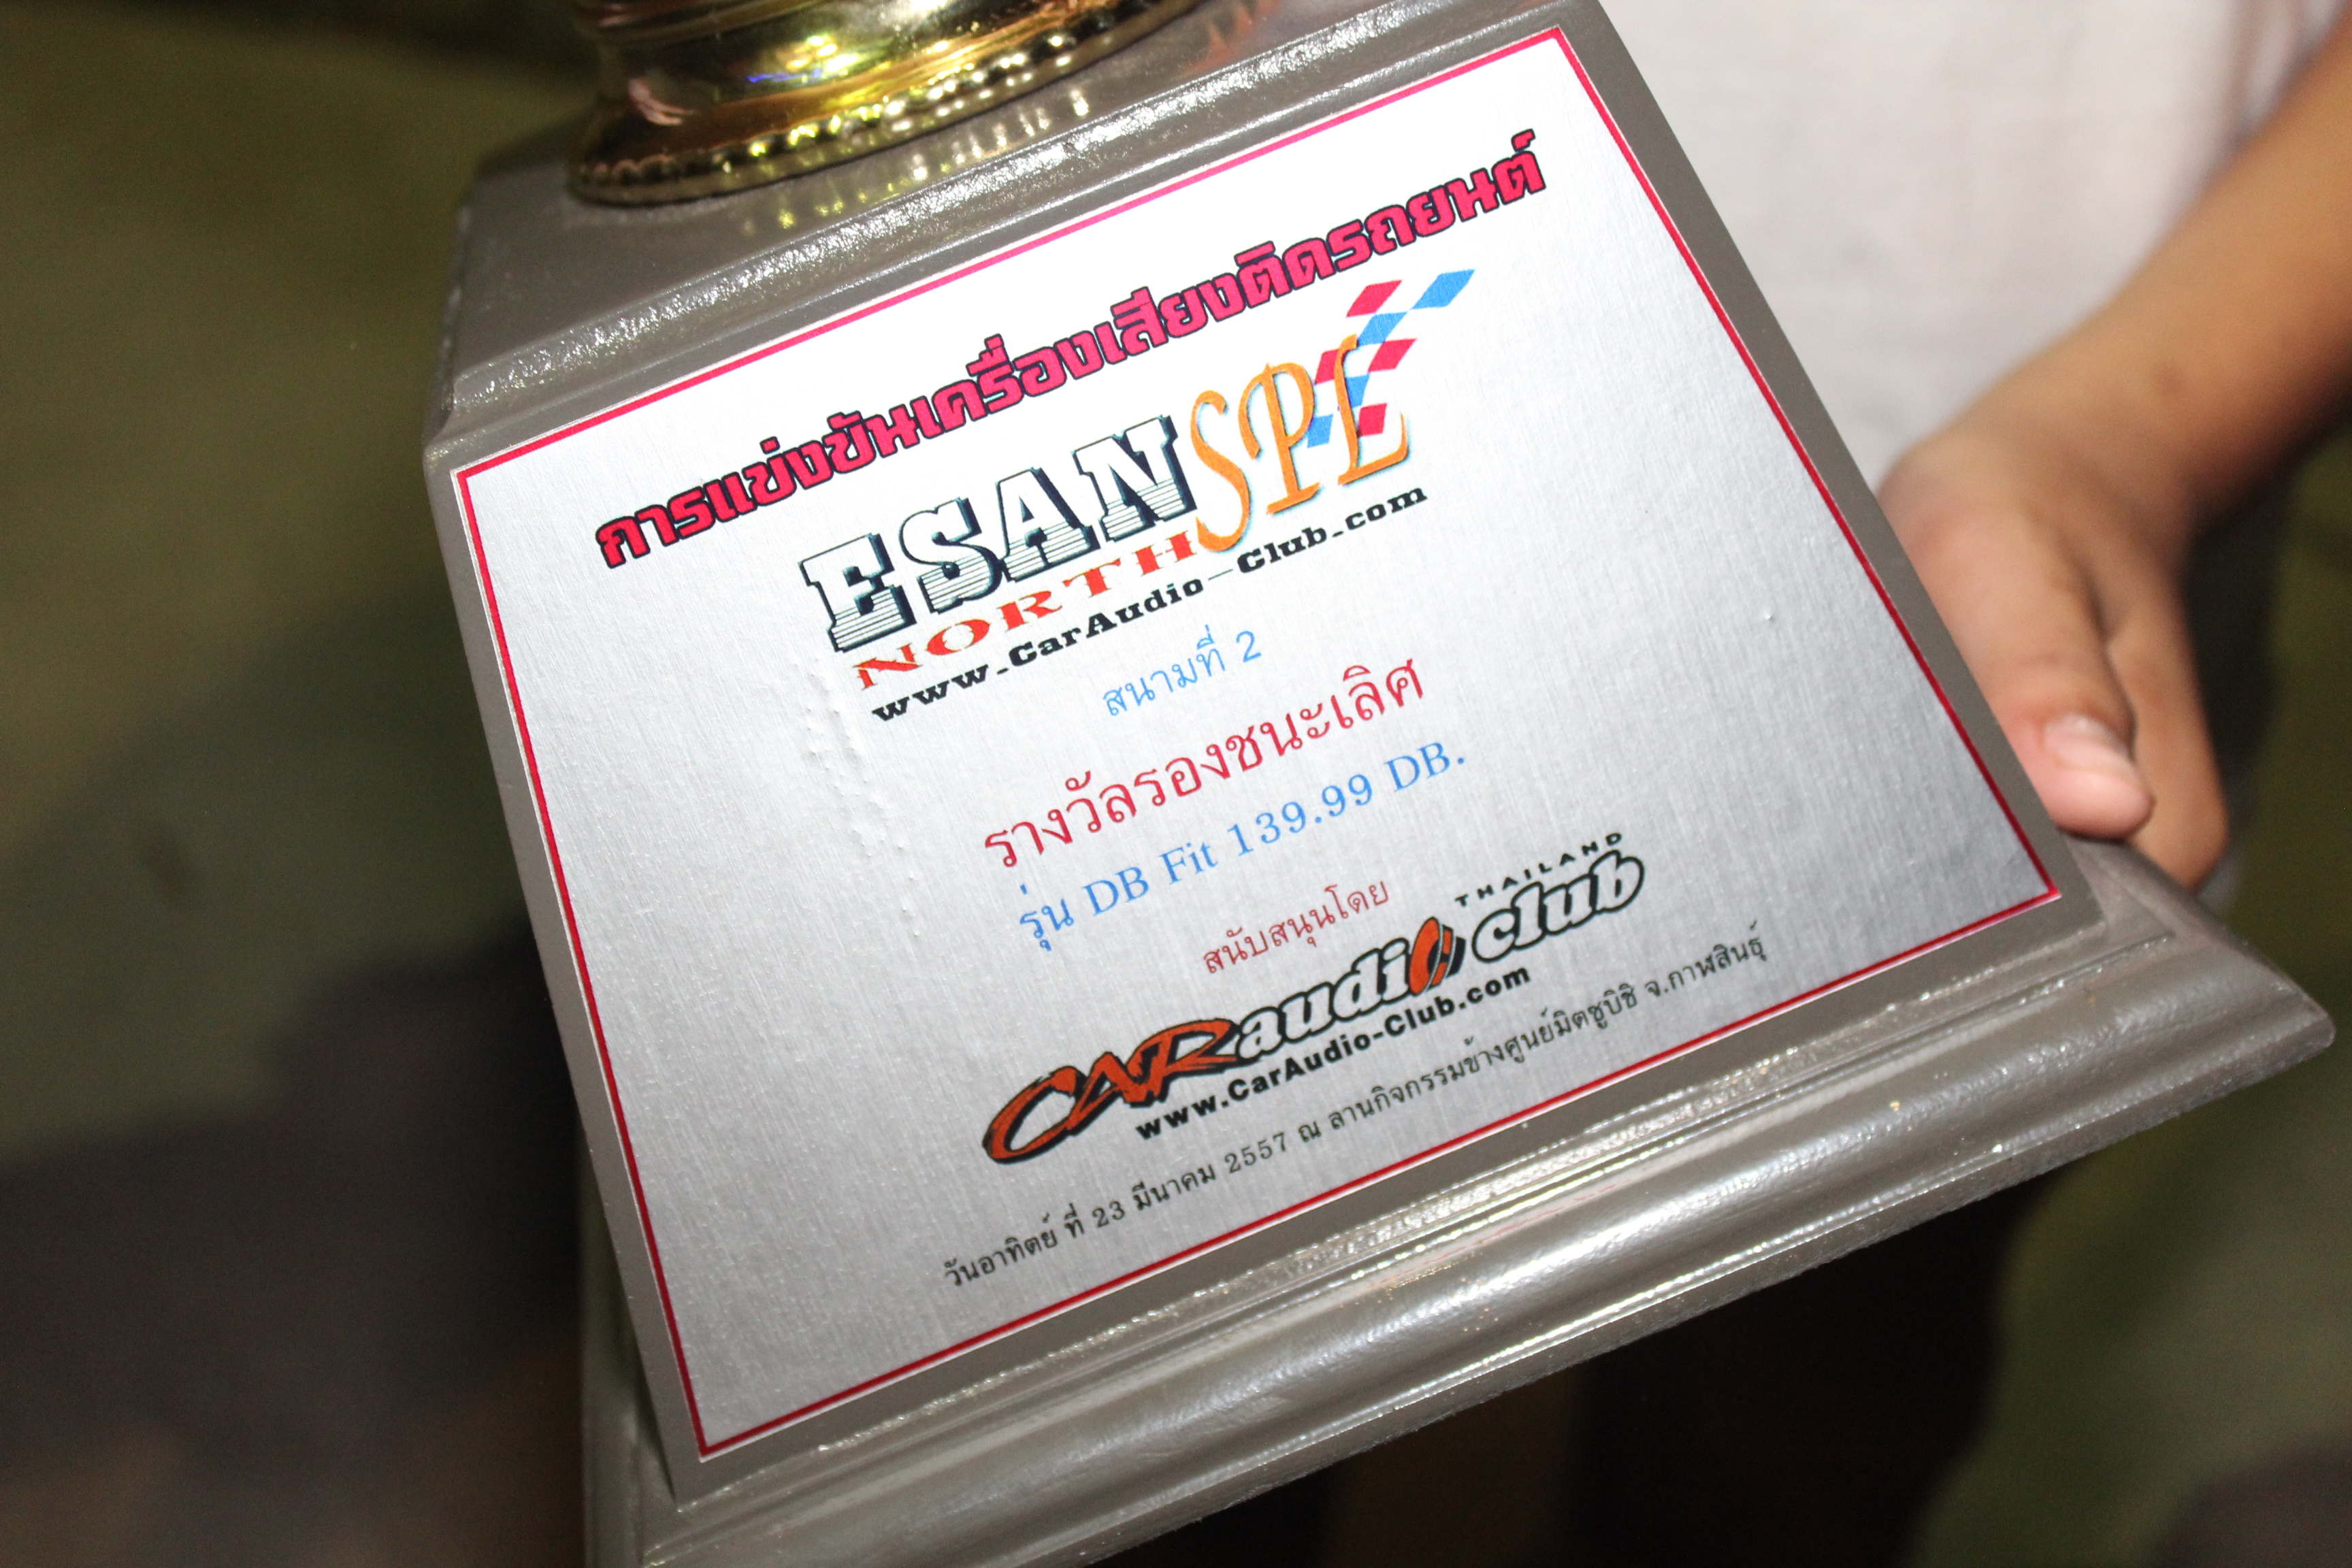 การแข่งขันเครื่องเสียงติดรถยนต์
ESAN SPL
NORTH
www.CarAudio-Club.com
สนามที่ 2
รางวัลรองชนะเลิศ
รุ่น DB Fit 139.99 DB.
สนับสนุนโดย
THAILAND
CARaudio club
www.CarAudio-Club.com
วันอาทิตย์ ที่ 23 มีนาคม 2557 ณ ลานกิจกรรมข้างศูนย์มิตซูบิชิ จ.กาฬสินธุ์